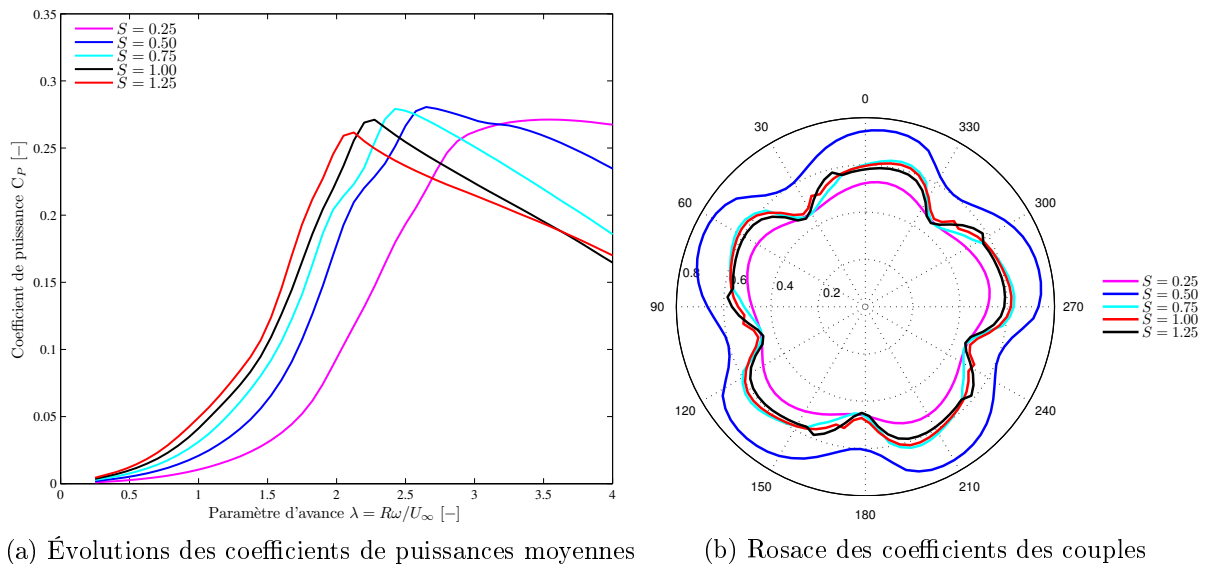 0.35
0.3
0.25
0.2
0.15
0.1
0.05
0
Coefficient de puissance C_P [−]
S = 0.25
S = 0.50
S = 0.75
S = 1.00
S = 1.25
0 0.5 1 1.5 2 2.5 3 3.5 4
Paramètre d'avance λ = Rω/U∞ [−]
(a) Évolutions des coefficients de puissances moyennes
0
30
330
60
300
90
270
120
240
150
210
180
0.8
0.6
0.4
0.2
S = 0.25
S = 0.50
S = 0.75
S = 1.00
S = 1.25
(b) Rosace des coefficients des couples